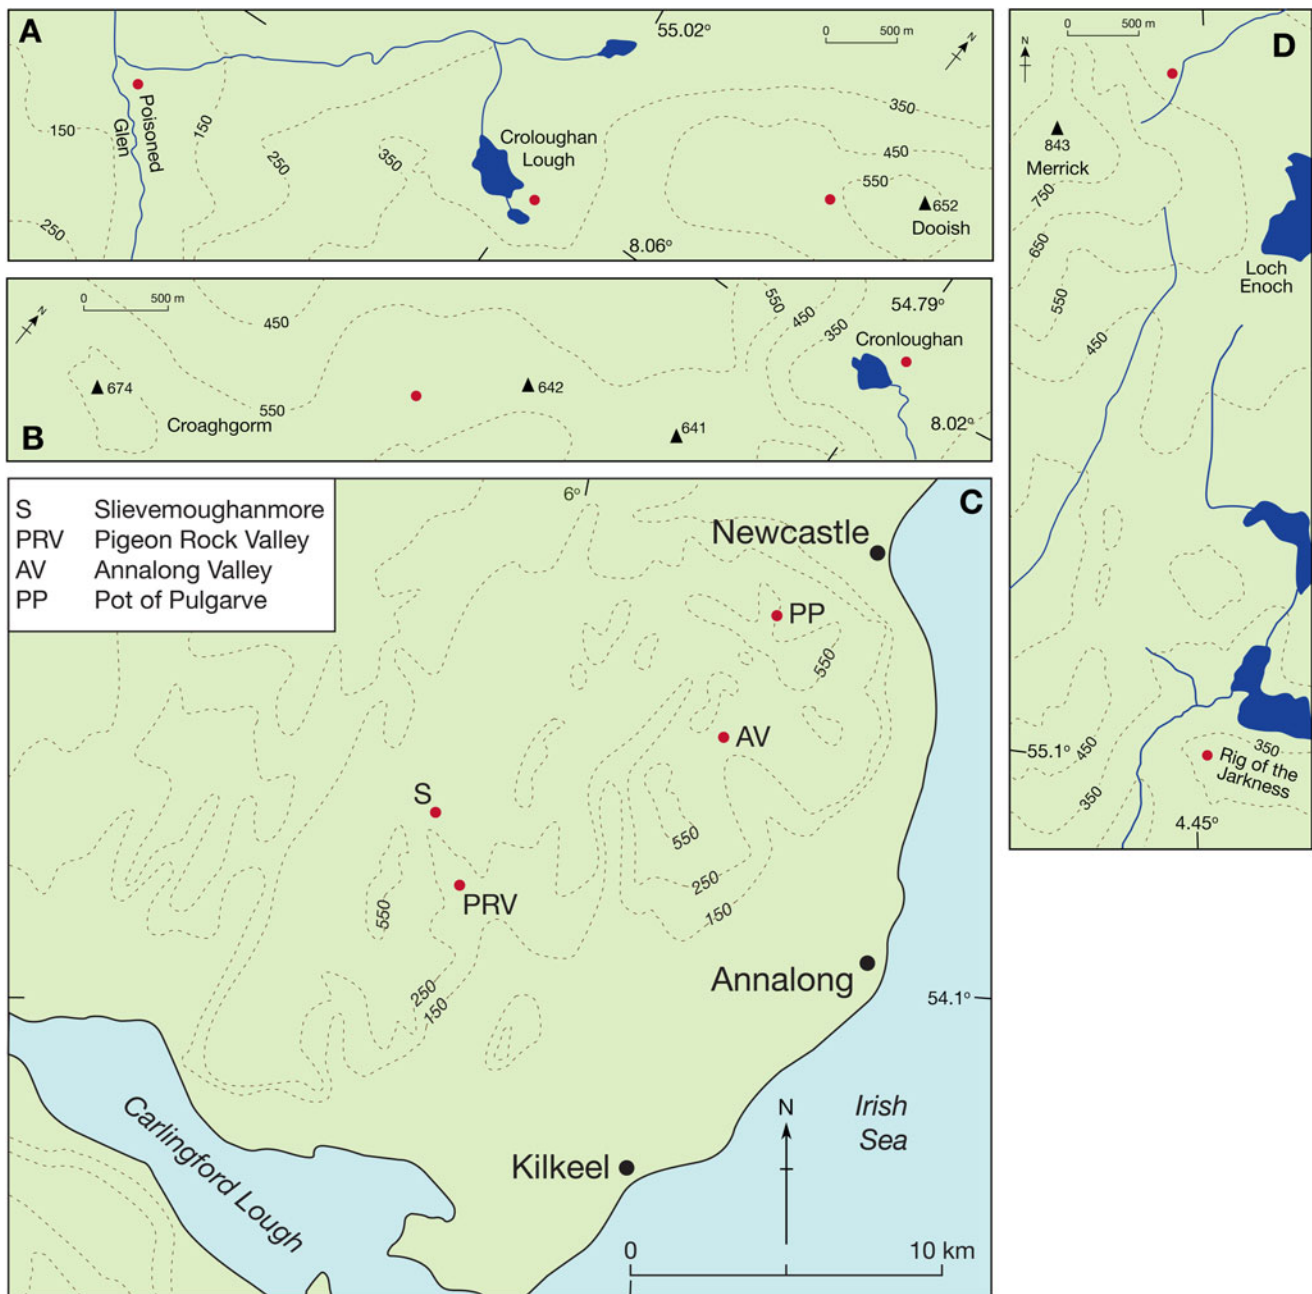 A
55.02°
0 500 m
N
Poisoned
Glen
150
150
250
350
Croloughan
Lough
350
450
550
652
Dooish
250
8.06°
0 500 m
N
450
550
450
350
54.79°
Cronloughan
674
642
550
Croaghgorm
641
8.02°
B
S Slievemoughanmore
PRV Pigeon Rock Valley
AV Annalong Valley
PP Pot of Pulgarve
6°
C
Newcastle
PP
550
AV
S
550
250
150
PRV
550
250
150
Annalong
54.1°
Carlingford Lough
Kilkeel
N
Irish
Sea
0 10 km
0 500 m
D
N
843
Merrick
750
650
550
450
Loch
Enoch
55.1°
450
350
350
Rig of the
Jarkness
4.45°